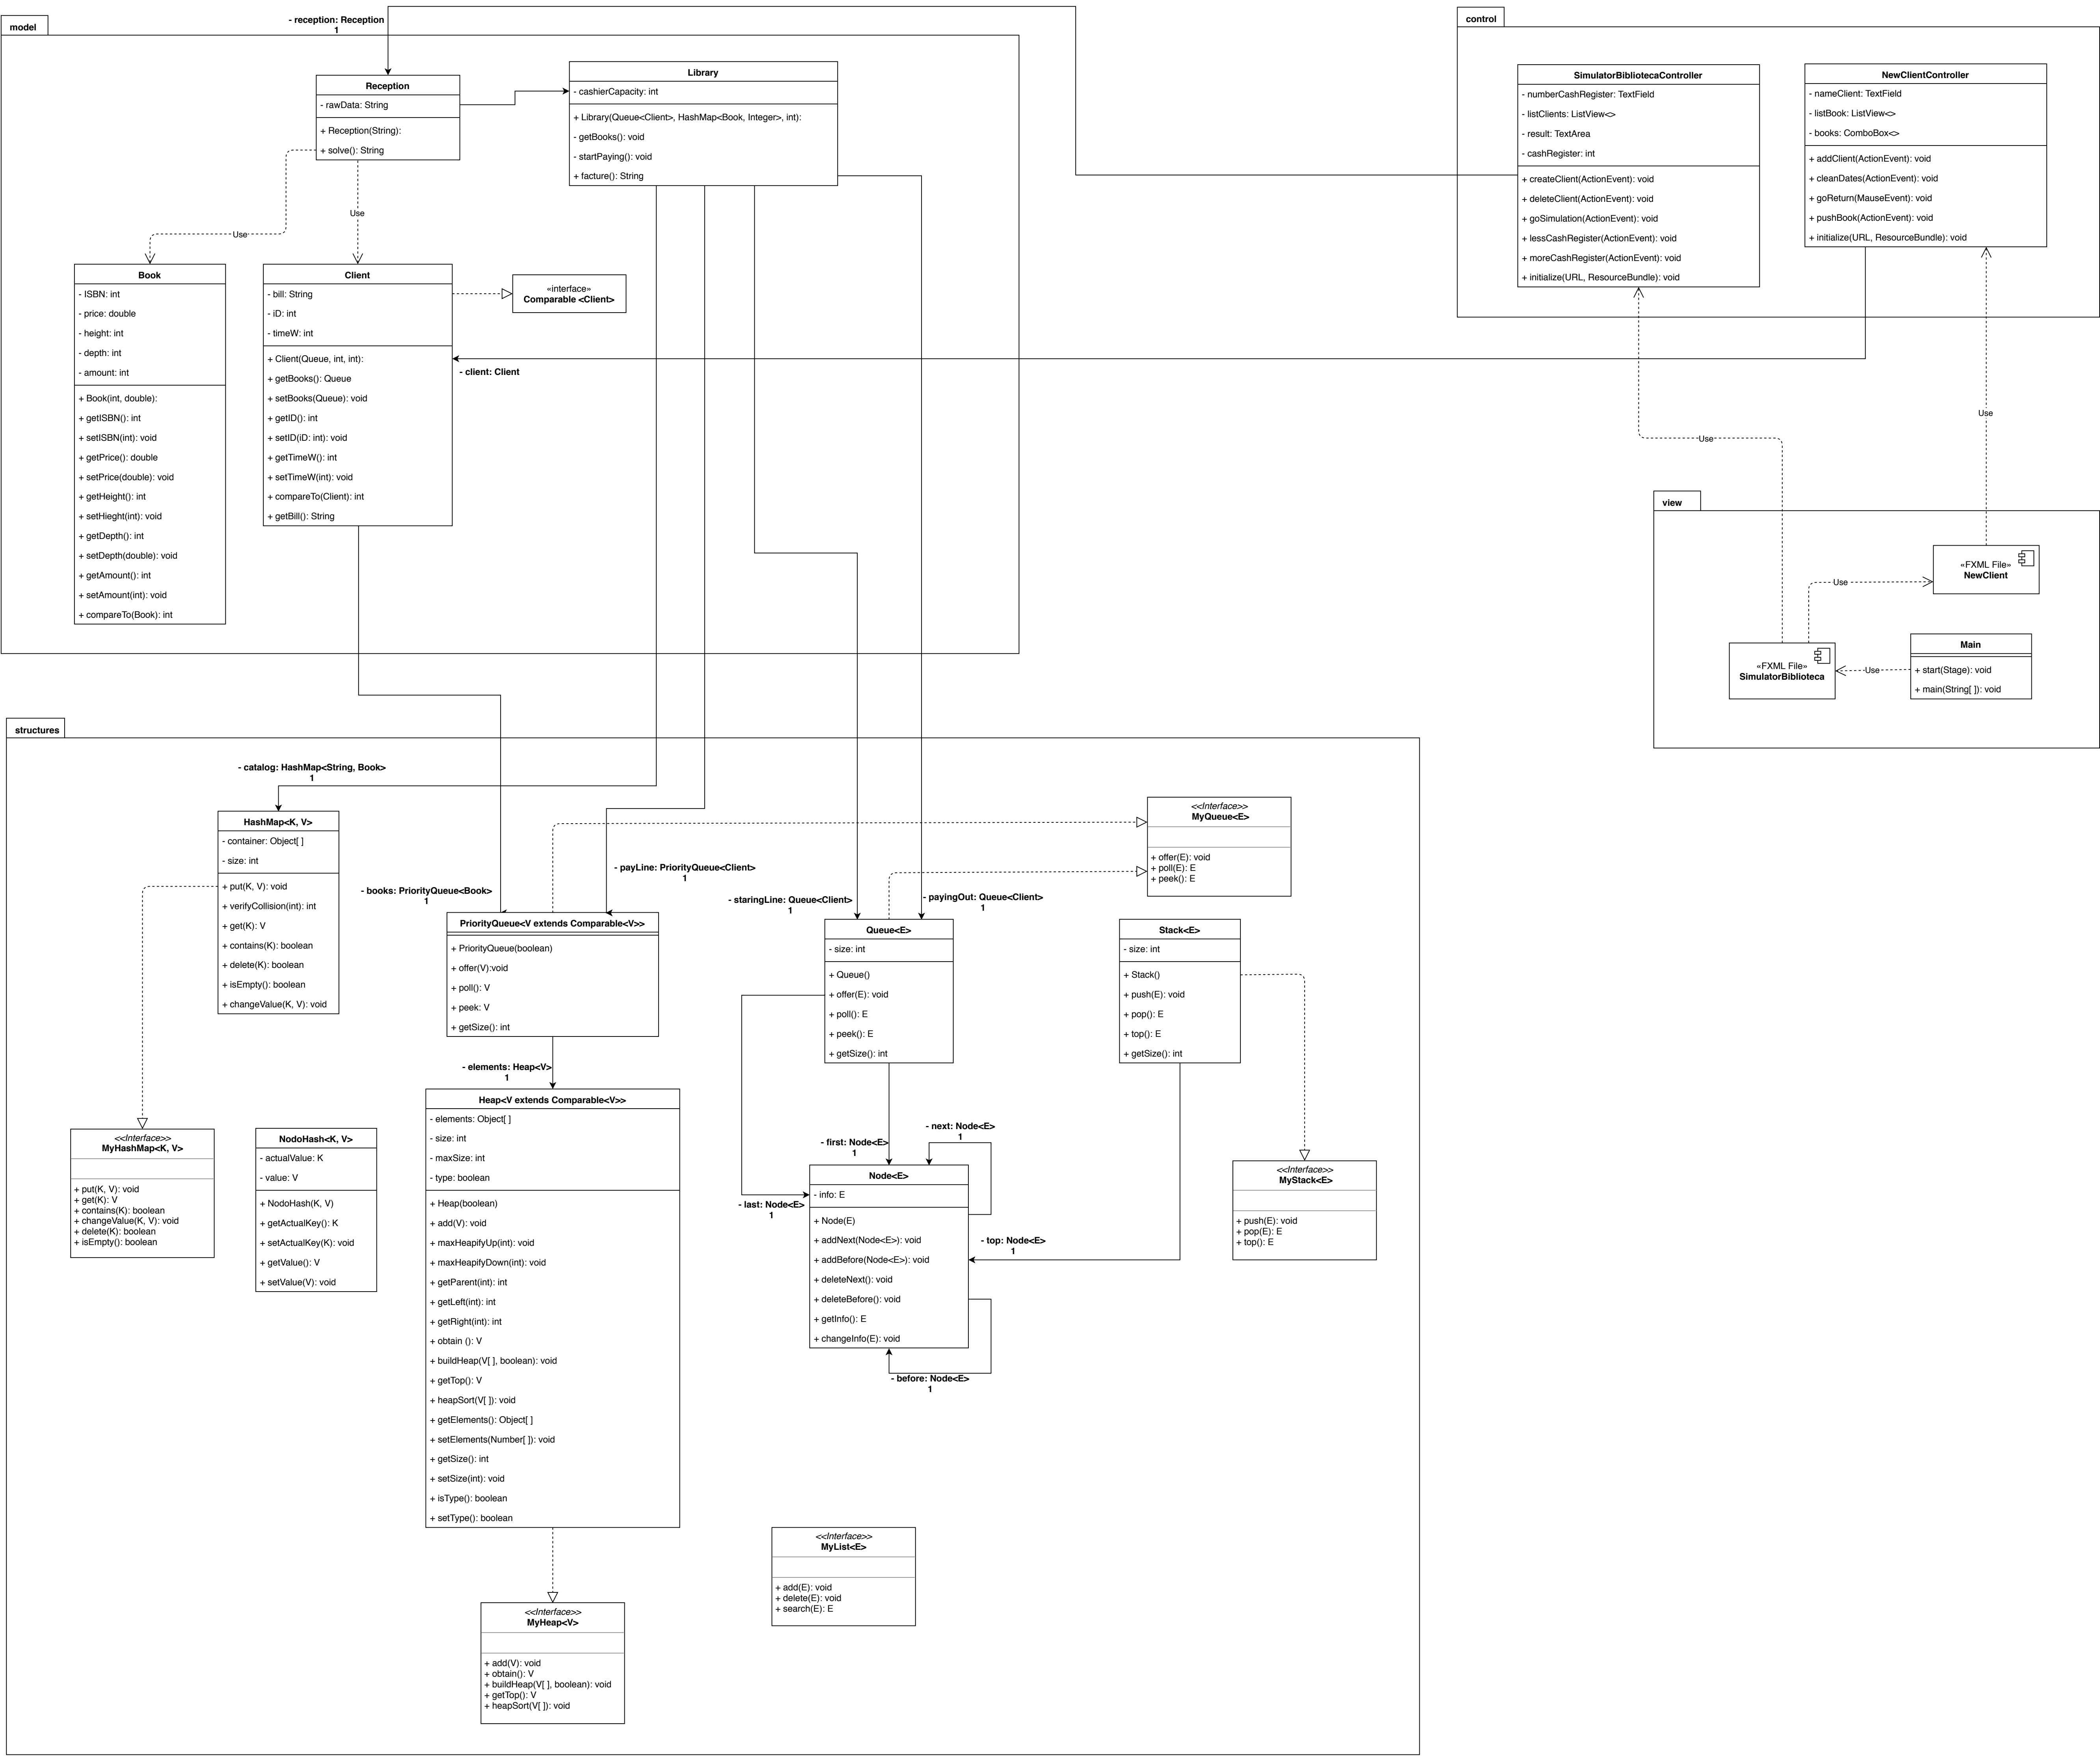 model
- reception: Reception
1
Reception
- rawData: String
+ Reception(String):
+ solve(): String
Library
- cashierCapacity: int
+ Library(Queue<Client>, HashMap<Book, Integer>, int):
- getBooks(): void
- startPaying(): void
+ facture(): String
Use
Use
Book
- ISBN: int
- price: double
- height: int
- depth: int
- amount: int
+ Book(int, double):
+ getISBN(): int
+ setISBN(int): void
+ getPrice(): double
+ setPrice(double): void
+ getHeight(): int
+ setHieght(int): void
+ getDepth(): int
+ setDepth(double): void
+ getAmount(): int
+ setAmount(int): void
+ compareTo(Book): int
Client
- bill: String
- iD: int
- timeW: int
+ Client(Queue, int, int):
+ getBooks(): Queue
+ setBooks(Queue): void
+ getID(): int
+ setID(iD: int): void
+ getTimeW(): int
+ setTimeW(int): void
+ compareTo(Client): int
+ getBill(): String
«interface»
Comparable <Client>
- client: Client
control
SimulatorBibliotecaController
- numberCashRegister: TextField
- listClients: ListView<>
- result: TextArea
- cashRegister: int
+ createClient(ActionEvent): void
+ deleteClient(ActionEvent): void
+ goSimulation(ActionEvent): void
+ lessCashRegister(ActionEvent): void
+ moreCashRegister(ActionEvent): void
+ initialize(URL, ResourceBundle): void
NewClientController
- nameClient: TextField
- listBook: ListView<>
- books: ComboBox<>
+ addClient(ActionEvent): void
+ cleanDates(ActionEvent): void
+ goReturn(MauseEvent): void
+ pushBook(ActionEvent): void
+ initialize(URL, ResourceBundle): void
Use
Use
view
«FXML File»
NewClient
Use
«FXML File»
SimulatorBiblioteca
Use
Main
+ start(Stage): void
+ main(String[ ]): void
structures
- catalog: HashMap<String, Book>
1
HashMap<K, V>
- container: Object[ ]
- size: int
+ put(K, V): void
+ verifyCollision(int): int
+ get(K): V
+ contains(K): boolean
+ delete(K): boolean
+ isEmpty(): boolean
+ changeValue(K, V): void
- books: PriorityQueue<Book>
1
- payLine: PriorityQueue<Client>
1
PriorityQueue<V extends Comparable<V>>
+ PriorityQueue(boolean)
+ offer(V):void
+ poll(): V
+ peek: V
+ getSize(): int
- staringLine: Queue<Client>
1
- payingOut: Queue<Client>
1
Queue<E>
- size: int
+ Queue()
+ offer(E): void
+ poll(): E
+ peek(): E
+ getSize(): int
<<Interface>>
MyQueue<E>
+ offer(E): void
+ poll(E): E
+ peek(): E
Stack<E>
- size: int
+ Stack()
+ push(E): void
+ pop(): E
+ top(): E
+ getSize(): int
- elements: Heap<V>
1
Heap<V extends Comparable<V>>
- elements: Object[ ]
- size: int
- maxSize: int
- type: boolean
+ Heap(boolean)
+ add(V): void
+ maxHeapifyUp(int): void
+ maxHeapifyDown(int): void
+ getParent(int): int
+ getLeft(int): int
+ getRight(int): int
+ obtain (): V
+ buildHeap(V[ ], boolean): void
+ getTop(): V
+ heapSort(V[ ]): void
+ getElements(): Object[ ]
+ setElements(Number[ ]): void
+ getSize(): int
+ setSize(int): void
+ isType(): boolean
+ setType(): boolean
<<Interface>>
MyHashMap<K, V>
+ put(K, V): void
+ get(K): V
+ contains(K): boolean
+ changeValue(K, V): void
+ delete(K): boolean
+ isEmpty(): boolean
NodoHash<K, V>
- actualValue: K
- value: V
+ NodoHash(K, V)
+ getActualKey(): K
+ setActualKey(K): void
+ getValue(): V
+ setValue(V): void
- first: Node<E>
1
- next: Node<E>
1
- last: Node<E>
1
Node<E>
- info: E
+ Node(E)
+ addNext(Node<E>): void
+ addBefore(Node<E>): void
+ deleteNext(): void
+ deleteBefore(): void
+ getInfo(): E
+ changeInfo(E): void
- top: Node<E>
1
- before: Node<E>
1
<<Interface>>
MyStack<E>
+ push(E): void
+ pop(E): E
+ top(): E
<<Interface>>
MyList<E>
+ add(E): void
+ delete(E): void
+ search(E): E
<<Interface>>
MyHeap<V>
+ add(V): void
+ obtain(): V
+ buildHeap(V[ ], boolean): void
+ getTop(): V
+ heapSort(V[ ]): void